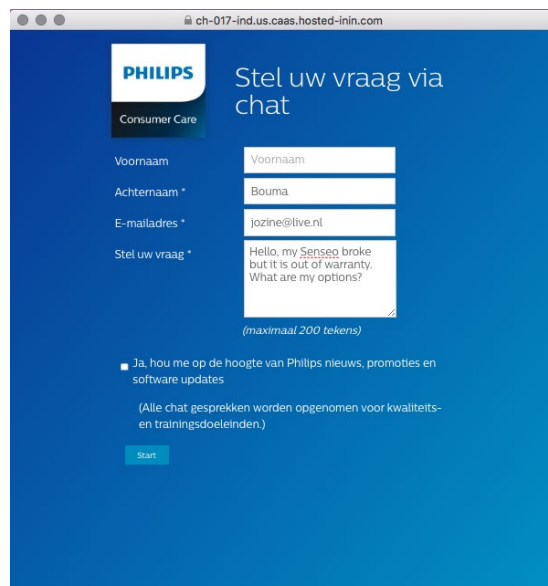 ch-017-ind.us.caas.hosted-inin.com
PHILIPS
Consumer Care
Stel uw vraag via
chat
Voornaam
Voornaam
Achternaam *
Bouma
E-mailadres *
jozine@live.nl
Stel uw vraag *
Hello, my Senseo broke
but it is out of warranty.
What are my options?
(maximaal 200 tekens)
Ja, hou me op de hoogte van Philips nieuws, promoties en
software updates
(Alle chat gesprekken worden opgenomen voor kwaliteits-
en trainingsdoeleinden.)
Start